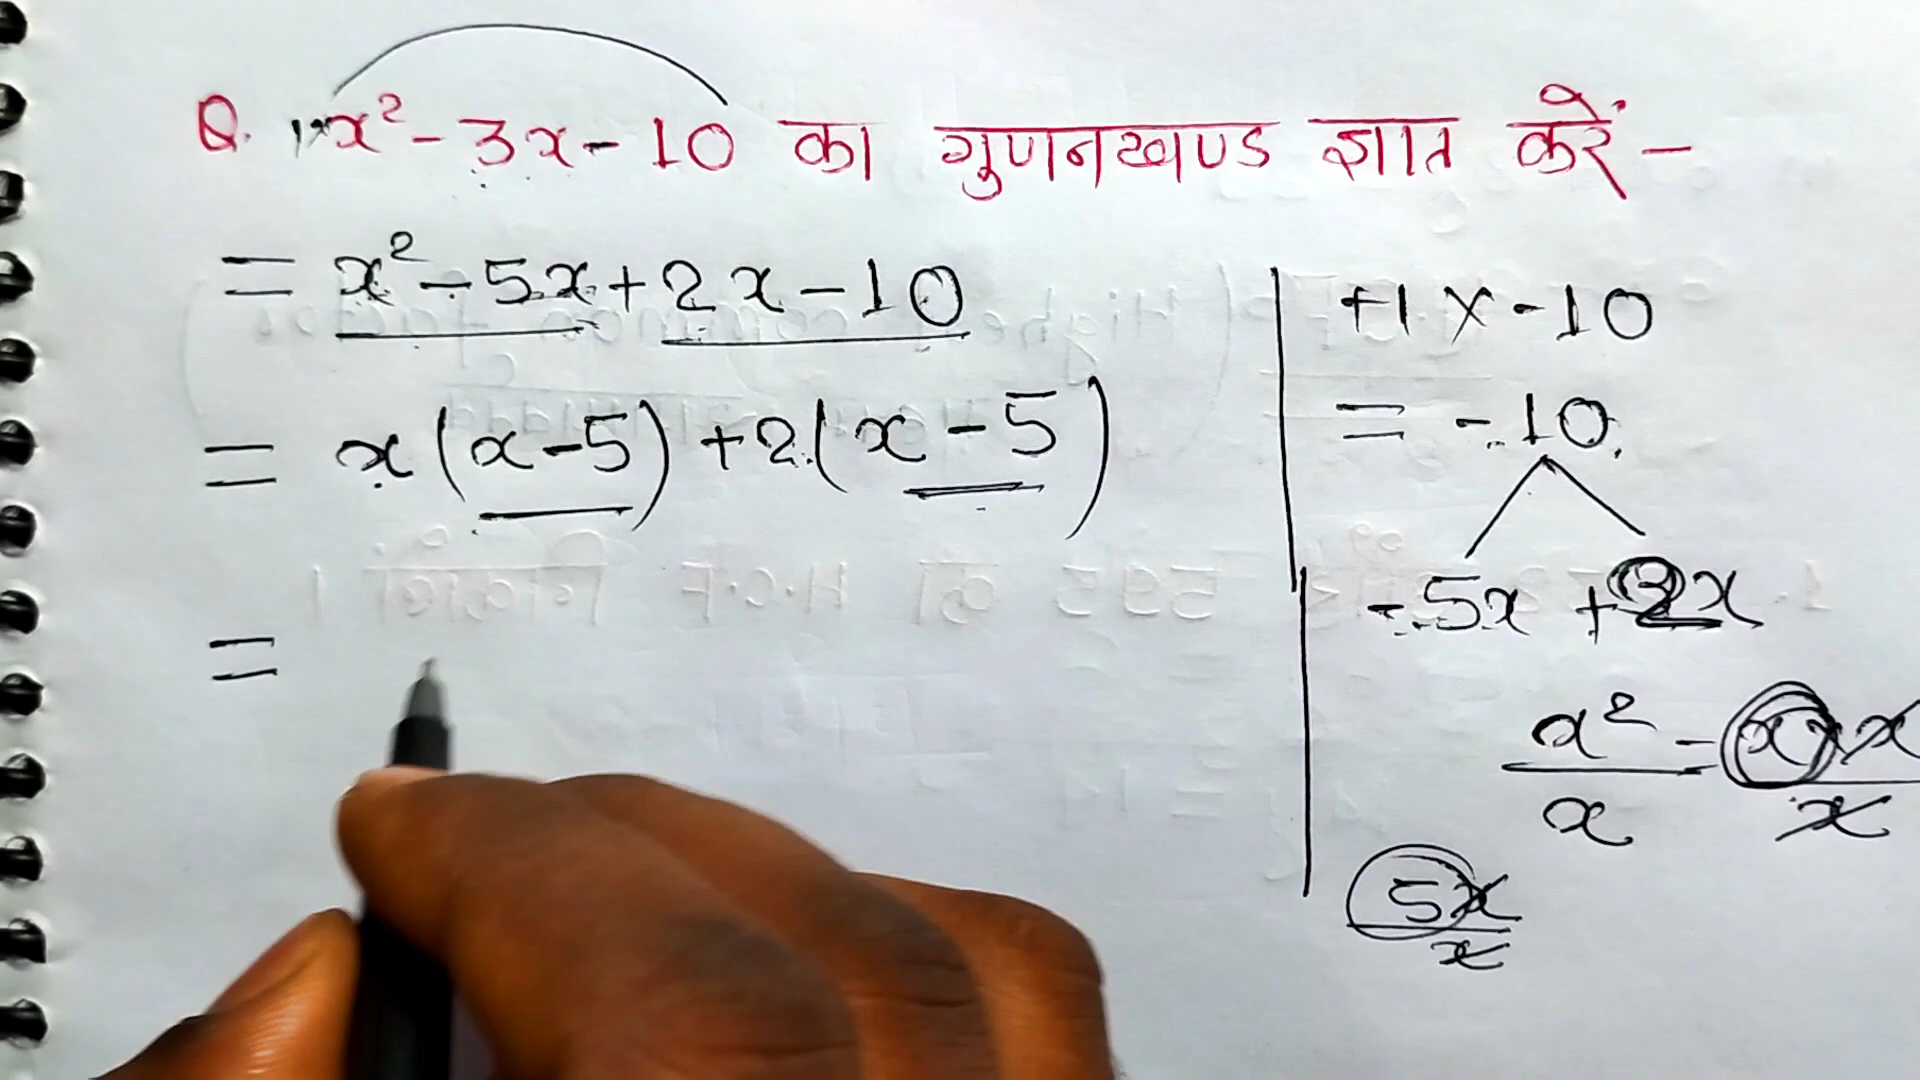 Q. 1x² - 3x - 10 का गुणनखण्ड ज्ञात करें -
= x² - 5x + 2x - 10
= x (x - 5) + 2 (x - 5)
=
+1 X -10
= -10
-5x + 2x
x² -
x x
5x
x